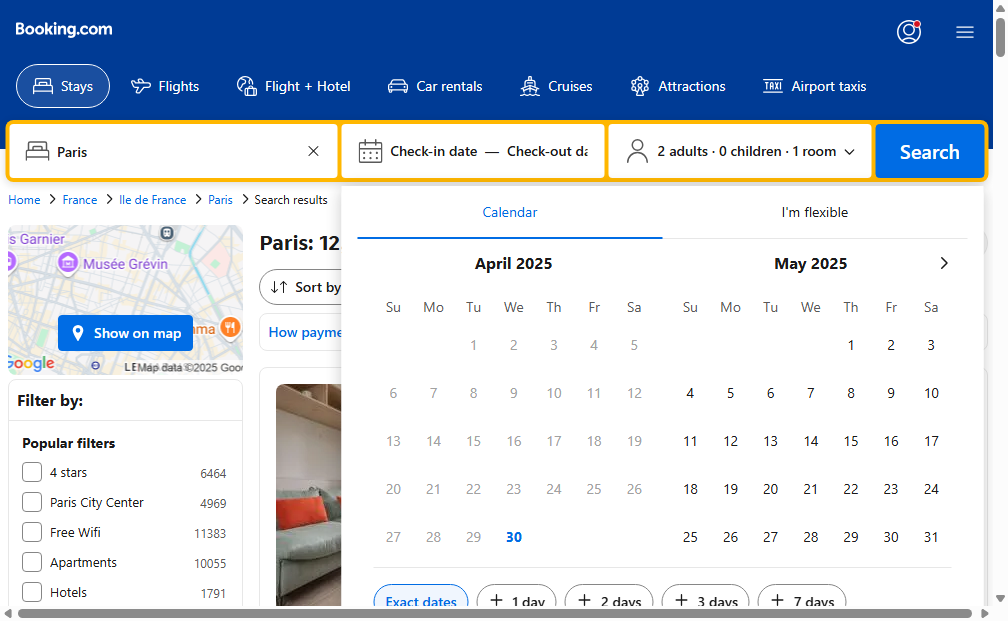 Booking.com
Stays
Flights
Flight + Hotel
Car rentals
Cruises
Attractions
TAXI Airport taxis
Paris
Check-in date — Check-out da
2 adults · 0 children · 1 room
Search
Home
France
Ile de France
Paris
Search results
Calendar
I'm flexible
s Garnier
Musée Grévin
Show on map
ma
Google
Map data ©2025 Goo
Paris: 12
Sort by
How payme
April 2025
Su Mo Tu We Th Fr Sa
1 2 3 4 5
6 7 8 9 10 11 12
13 14 15 16 17 18 19
20 21 22 23 24 25 26
27 28 29 30
May 2025
Su Mo Tu We Th Fr Sa
1 2 3
4 5 6 7 8 9 10
11 12 13 14 15 16 17
18 19 20 21 22 23 24
25 26 27 28 29 30 31
Exact dates
1 day
2 days
3 days
7 days
Filter by:
Popular filters
4 stars 6464
Paris City Center 4969
Free Wifi 11383
Apartments 10055
Hotels 1791